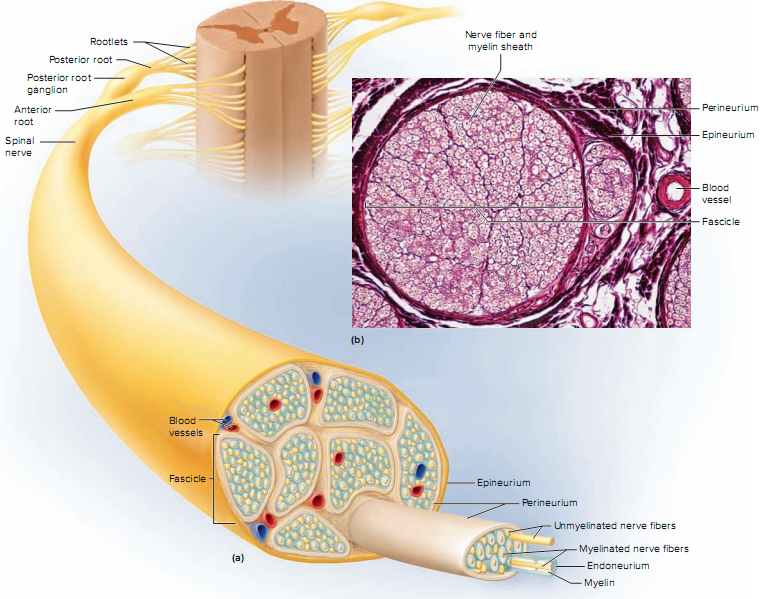 Rootlets
Posterior root
Posterior root
ganglion
Anterior
root
Spinal
nerve
Nerve fiber and
myelin sheath
Perineurium
Epineurium
Blood
vessel
Fascicle
(b)
Blood
vessels
Fascicle
Epineurium
Perineurium
Unmyelinated nerve fibers
Myelinated nerve fibers
Endoneurium
Myelin
(a)